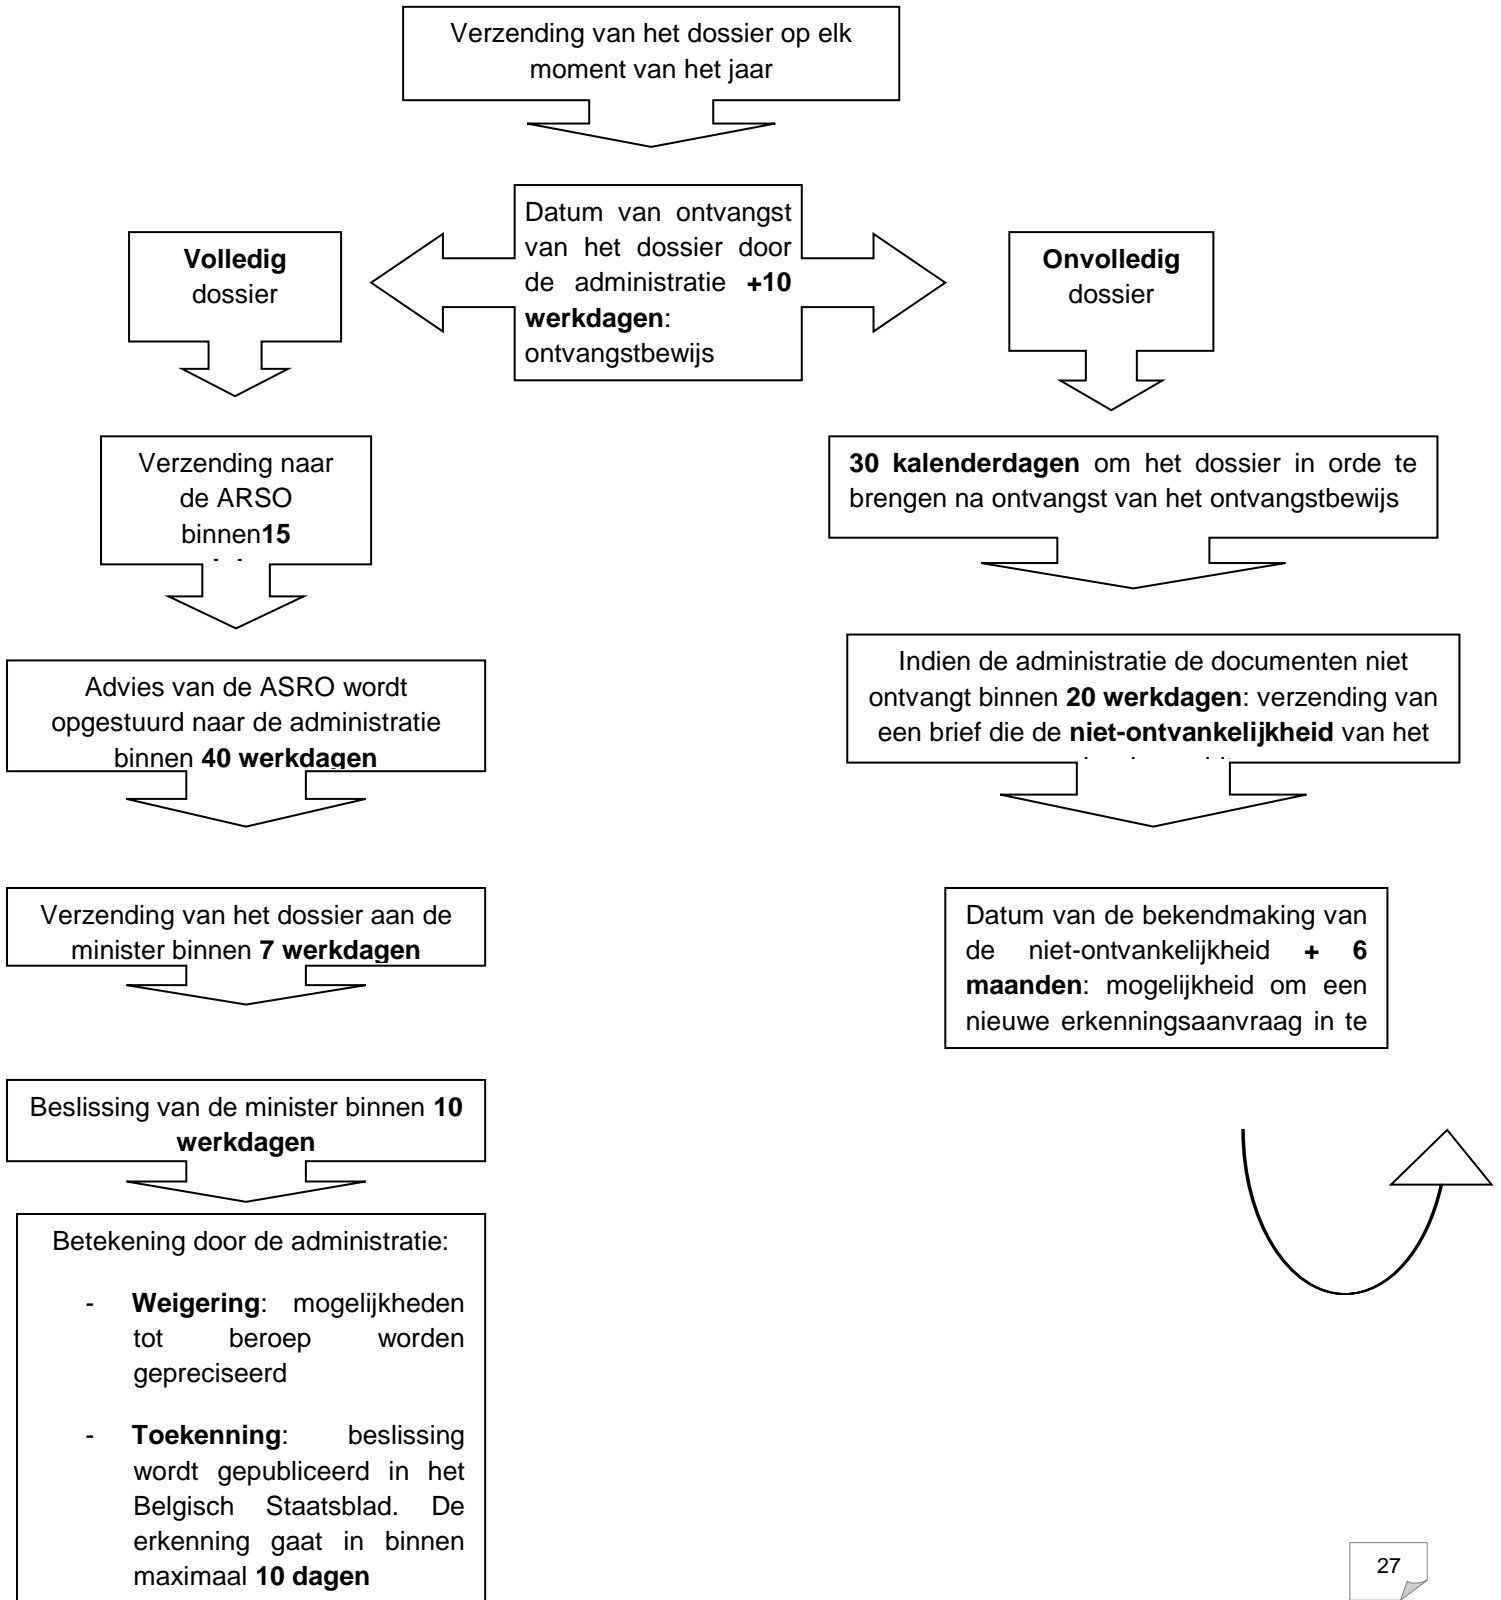 Verzending van het dossier op elk
moment van het jaar
Datum van ontvangst
van het dossier door
de administratie +10
werkdagen:
ontvangstbewijs
Volledig
dossier
Onvolledig
dossier
Verzending naar
de ARSO
binnen15
30 kalenderdagen om het dossier in orde te
brengen na ontvangst van het ontvangstbewijs
Advies van de ASRO wordt
opgestuurd naar de administratie
binnen 40 werkdagen
Indien de administratie de documenten niet
ontvangt binnen 20 werkdagen: verzending van
een brief die de niet-ontvankelijkheid van het
Verzending van het dossier aan de
minister binnen 7 werkdagen
Datum van de bekendmaking van
de niet-ontvankelijkheid + 6
maanden: mogelijkheid om een
nieuwe erkenningsaanvraag in te
Beslissing van de minister binnen 10
werkdagen
Betekening door de administratie:
- Weigering: mogelijkheden
tot beroep worden
gepreciseerd
- Toekenning: beslissing
wordt gepubliceerd in het
Belgisch Staatsblad. De
erkenning gaat in binnen
maximaal 10 dagen
27